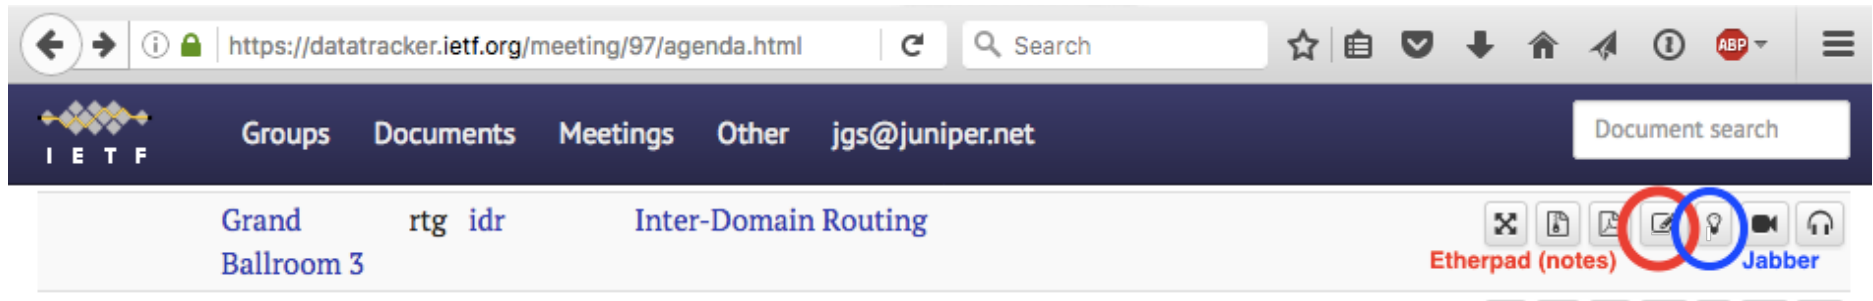 https://datatracker.ietf.org/meeting/97/agenda.html Search ABP
I E T F Groups Documents Meetings Other jgs@juniper.net Document search
Grand rtg idr Inter-Domain Routing
Ballroom 3
Etherpad (notes) Jabber